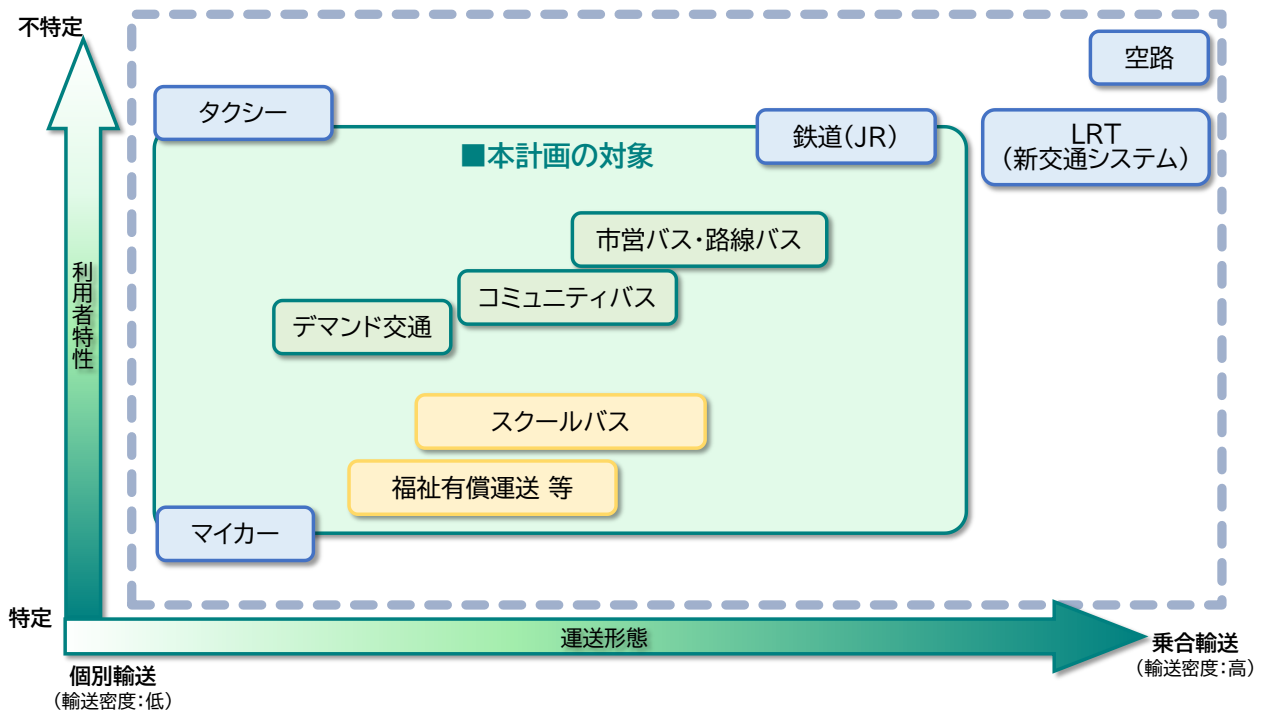 不特定
空路
タクシー
鉄道(JR)
LRT
(新交通システム)
■本計画の対象
市営バス・路線バス
コミュニティバス
デマンド交通
利用者特性
スクールバス
福祉有償運送 等
マイカー
特定
運送形態
乗合輸送
(輸送密度:高)
個別輸送
(輸送密度:低)